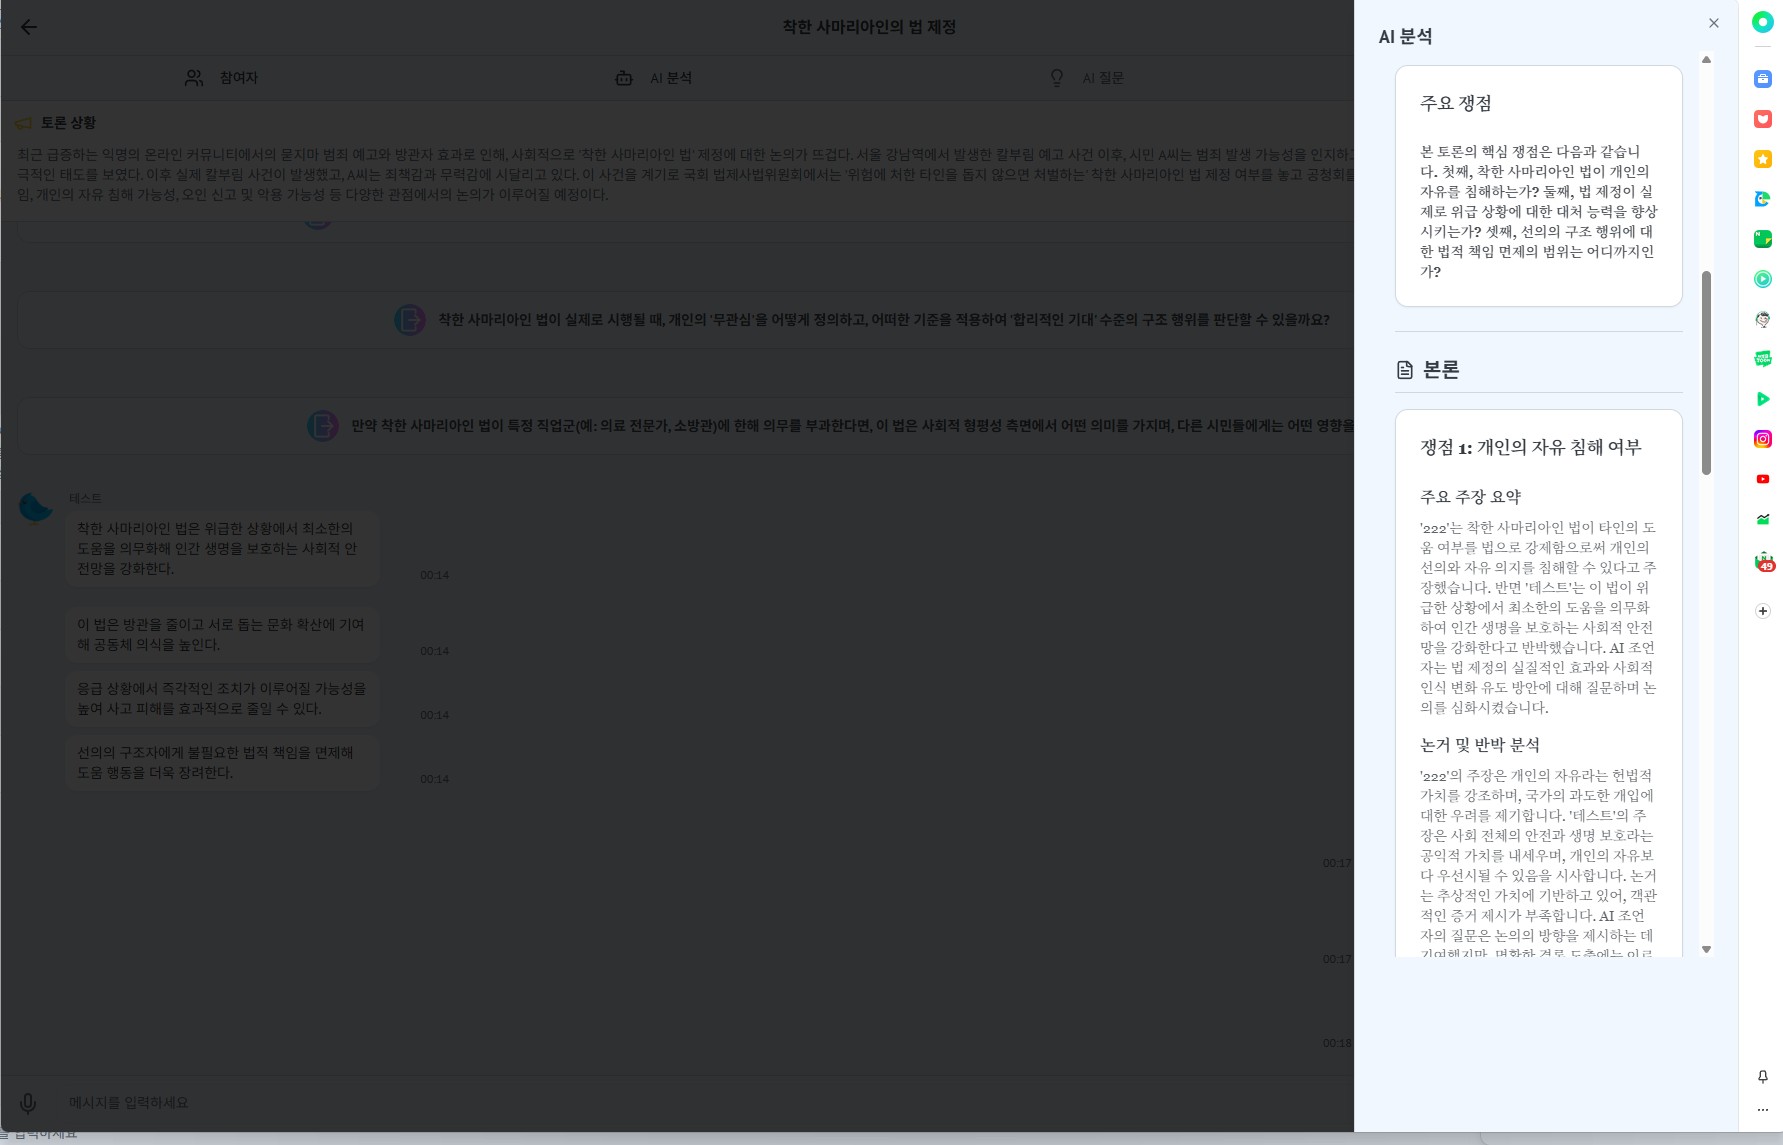 착한 사마리아인의 법 제정
참여자
AI 분석
AI 질문
토론 상황
최근 급증하는 익명의 온라인 커뮤니티에서의 묻지마 범죄 예고와 방관자 효과로 인해, 사회적으로 '착한 사마리아인 법' 제정에 대한 논의가 뜨겁다. 서울 강남역에서 발생한 칼부림 예고 사건 이후, 시민 A씨는 범죄 발생 가능성을 인지하고
극적인 태도를 보였다. 이후 실제 칼부림 사건이 발생했고, A씨는 죄책감과 무력감에 시달리고 있다. 이 사건을 계기로 국회 법제사법위원회에서는 '위험에 처한 타인을 돕지 않으면 처벌하는' 착한 사마리아인 법 제정 여부를 놓고 공청회를
임, 개인의 자유 침해 가능성, 오인 신고 및 악용 가능성 등 다양한 관점에서의 논의가 이루어질 예정이다.
착한 사마리아인 법이 실제로 시행될 때, 개인의 '무관심'을 어떻게 정의하고, 어떠한 기준을 적용하여 '합리적인 기대' 수준의 구조 행위를 판단할 수 있을까요?
만약 착한 사마리아인 법이 특정 직업군(예: 의료 전문가, 소방관)에 한해 의무를 부과한다면, 이 법은 사회적 형평성 측면에서 어떤 의미를 가지며, 다른 시민들에게는 어떤 영향을
테스트
착한 사마리아인 법은 위급한 상황에서 최소한의
도움을 의무화해 인간 생명을 보호하는 사회적 안
전망을 강화한다.
00:14
이 법은 방관을 줄이고 서로 돕는 문화 확산에 기여
해 공동체 의식을 높인다.
00:14
응급 상황에서 즉각적인 조치가 이루어질 가능성을
높여 사고 피해를 효과적으로 줄일 수 있다.
00:14
선의의 구조자에게 불필요한 법적 책임을 면제해
도움 행동을 더욱 장려한다.
00:14
00:17
00:17
00:18
메시지를 입력하세요
를 입력하세요
AI 분석
주요 쟁점
본 토론의 핵심 쟁점은 다음과 같습니
다. 첫째, 착한 사마리아인 법이 개인의
자유를 침해하는가? 둘째, 법 제정이 실
제로 위급 상황에 대한 대처 능력을 향상
시키는가? 셋째, 선의의 구조 행위에 대
한 법적 책임 면제의 범위는 어디까지인
가?
본론
쟁점 1: 개인의 자유 침해 여부
주요 주장 요약
'222'는 착한 사마리아인 법이 타인의 도
움 여부를 법으로 강제함으로써 개인의
선의와 자유 의지를 침해할 수 있다고 주
장했습니다. 반면 '테스트'는 이 법이 위
급한 상황에서 최소한의 도움을 의무화
하여 인간 생명을 보호하는 사회적 안전
망을 강화한다고 반박했습니다. AI 조언
자는 법 제정의 실질적인 효과와 사회적
인식 변화 유도 방안에 대해 질문하며 논
의를 심화시켰습니다.
논거 및 반박 분석
'222'의 주장은 개인의 자유라는 헌법적
가치를 강조하며, 국가의 과도한 개입에
대한 우려를 제기합니다. '테스트'의 주
장은 사회 전체의 안전과 생명 보호라는
공익적 가치를 내세우며, 개인의 자유보
다 우선시될 수 있음을 시사합니다. 논거
는 추상적인 가치에 기반하고 있어, 객관
적인 증거 제시가 부족합니다. AI 조언
자의 질문은 논의의 방향을 제시하는 데
기여했지만, 명확한 결론 도출에는 이르
49